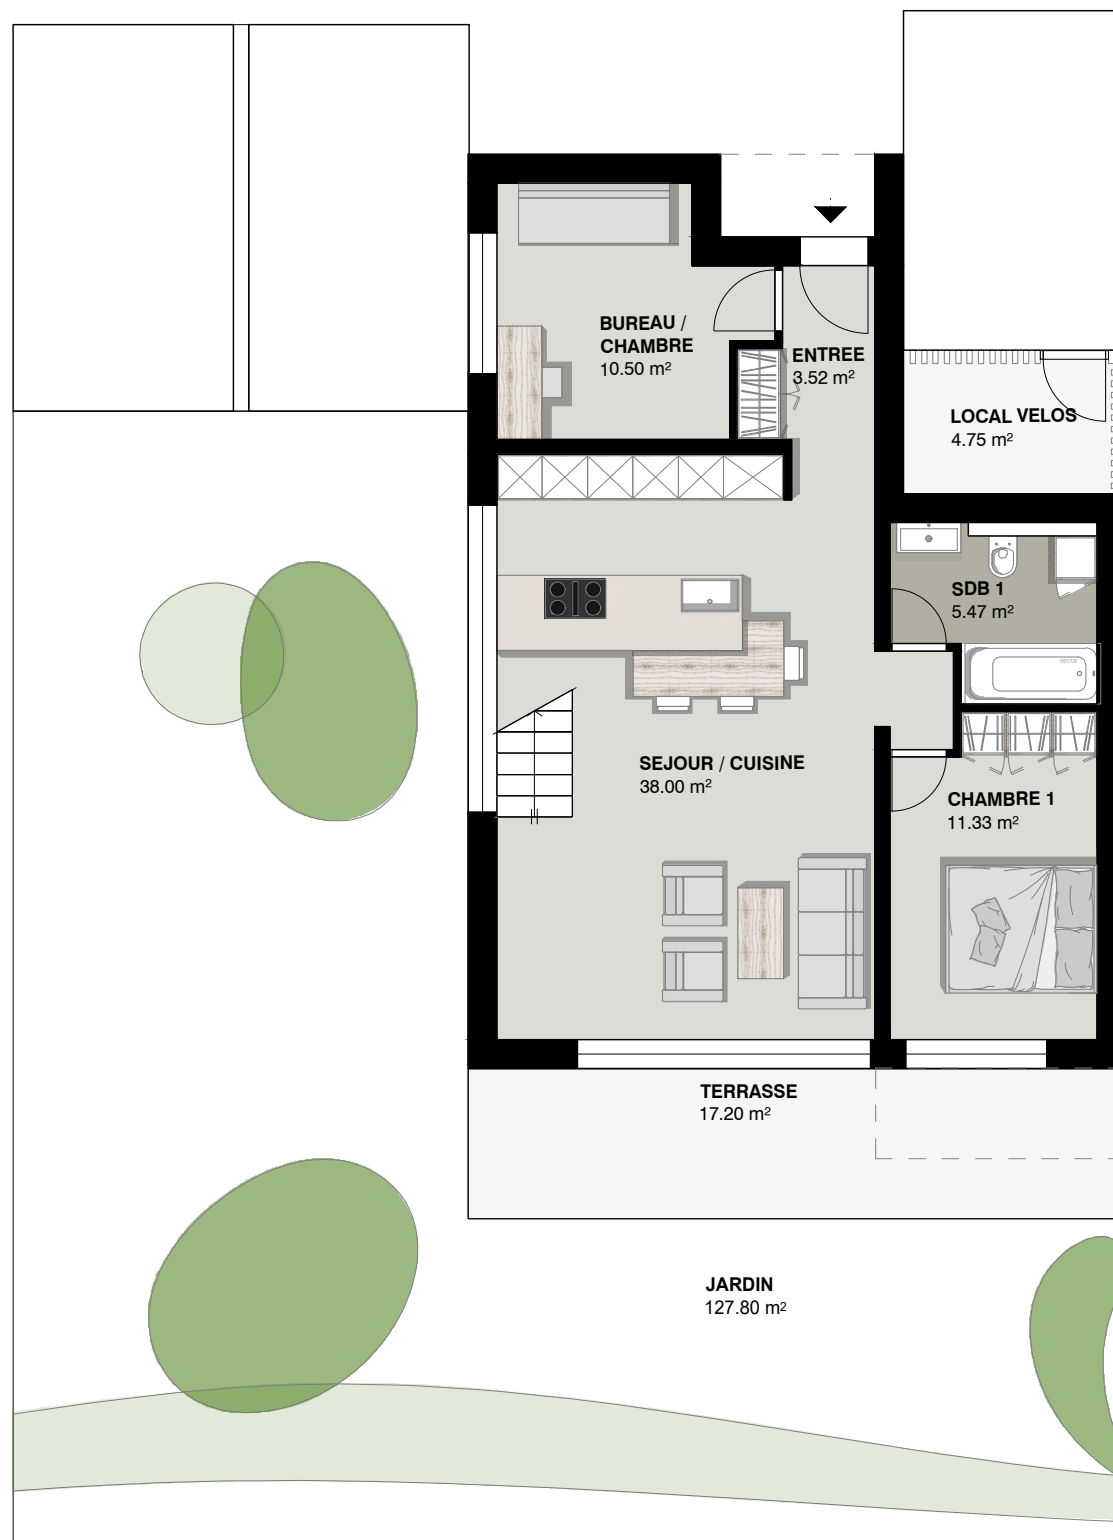 BUREAU /
CHAMBRE
10.50 m²
ENTREE
3.52 m²
LOCAL VELOS
4.75 m²
SDB 1
5.47 m²
SEJOUR / CUISINE
38.00 m²
CHAMBRE 1
11.33 m²
TERRASSE
17.20 m²
JARDIN
127.80 m²